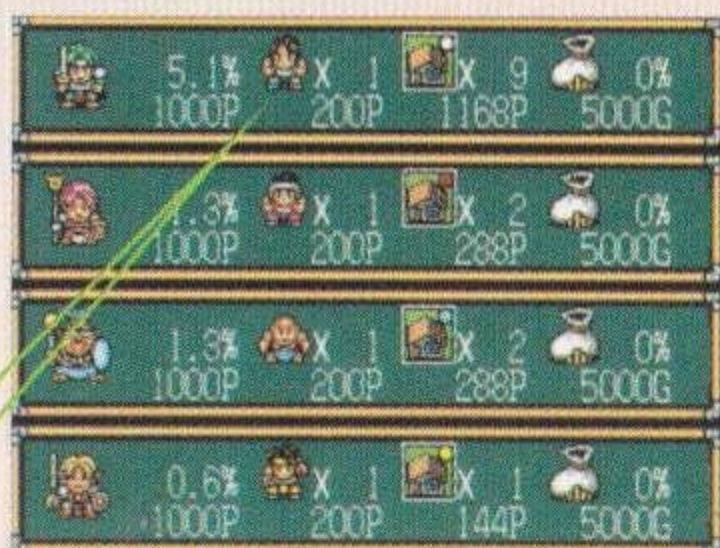 5.1% X 1 X 9 0%
1000P 200P 1168P 5000G
1.3% X 1 X 2 0%
1000P 200P 288P 5000G
1.3% X 1 X 2 0%
1000P 200P 288P 5000G
0.6% X 1 X 1 0%
1000P 200P 144P 5000G